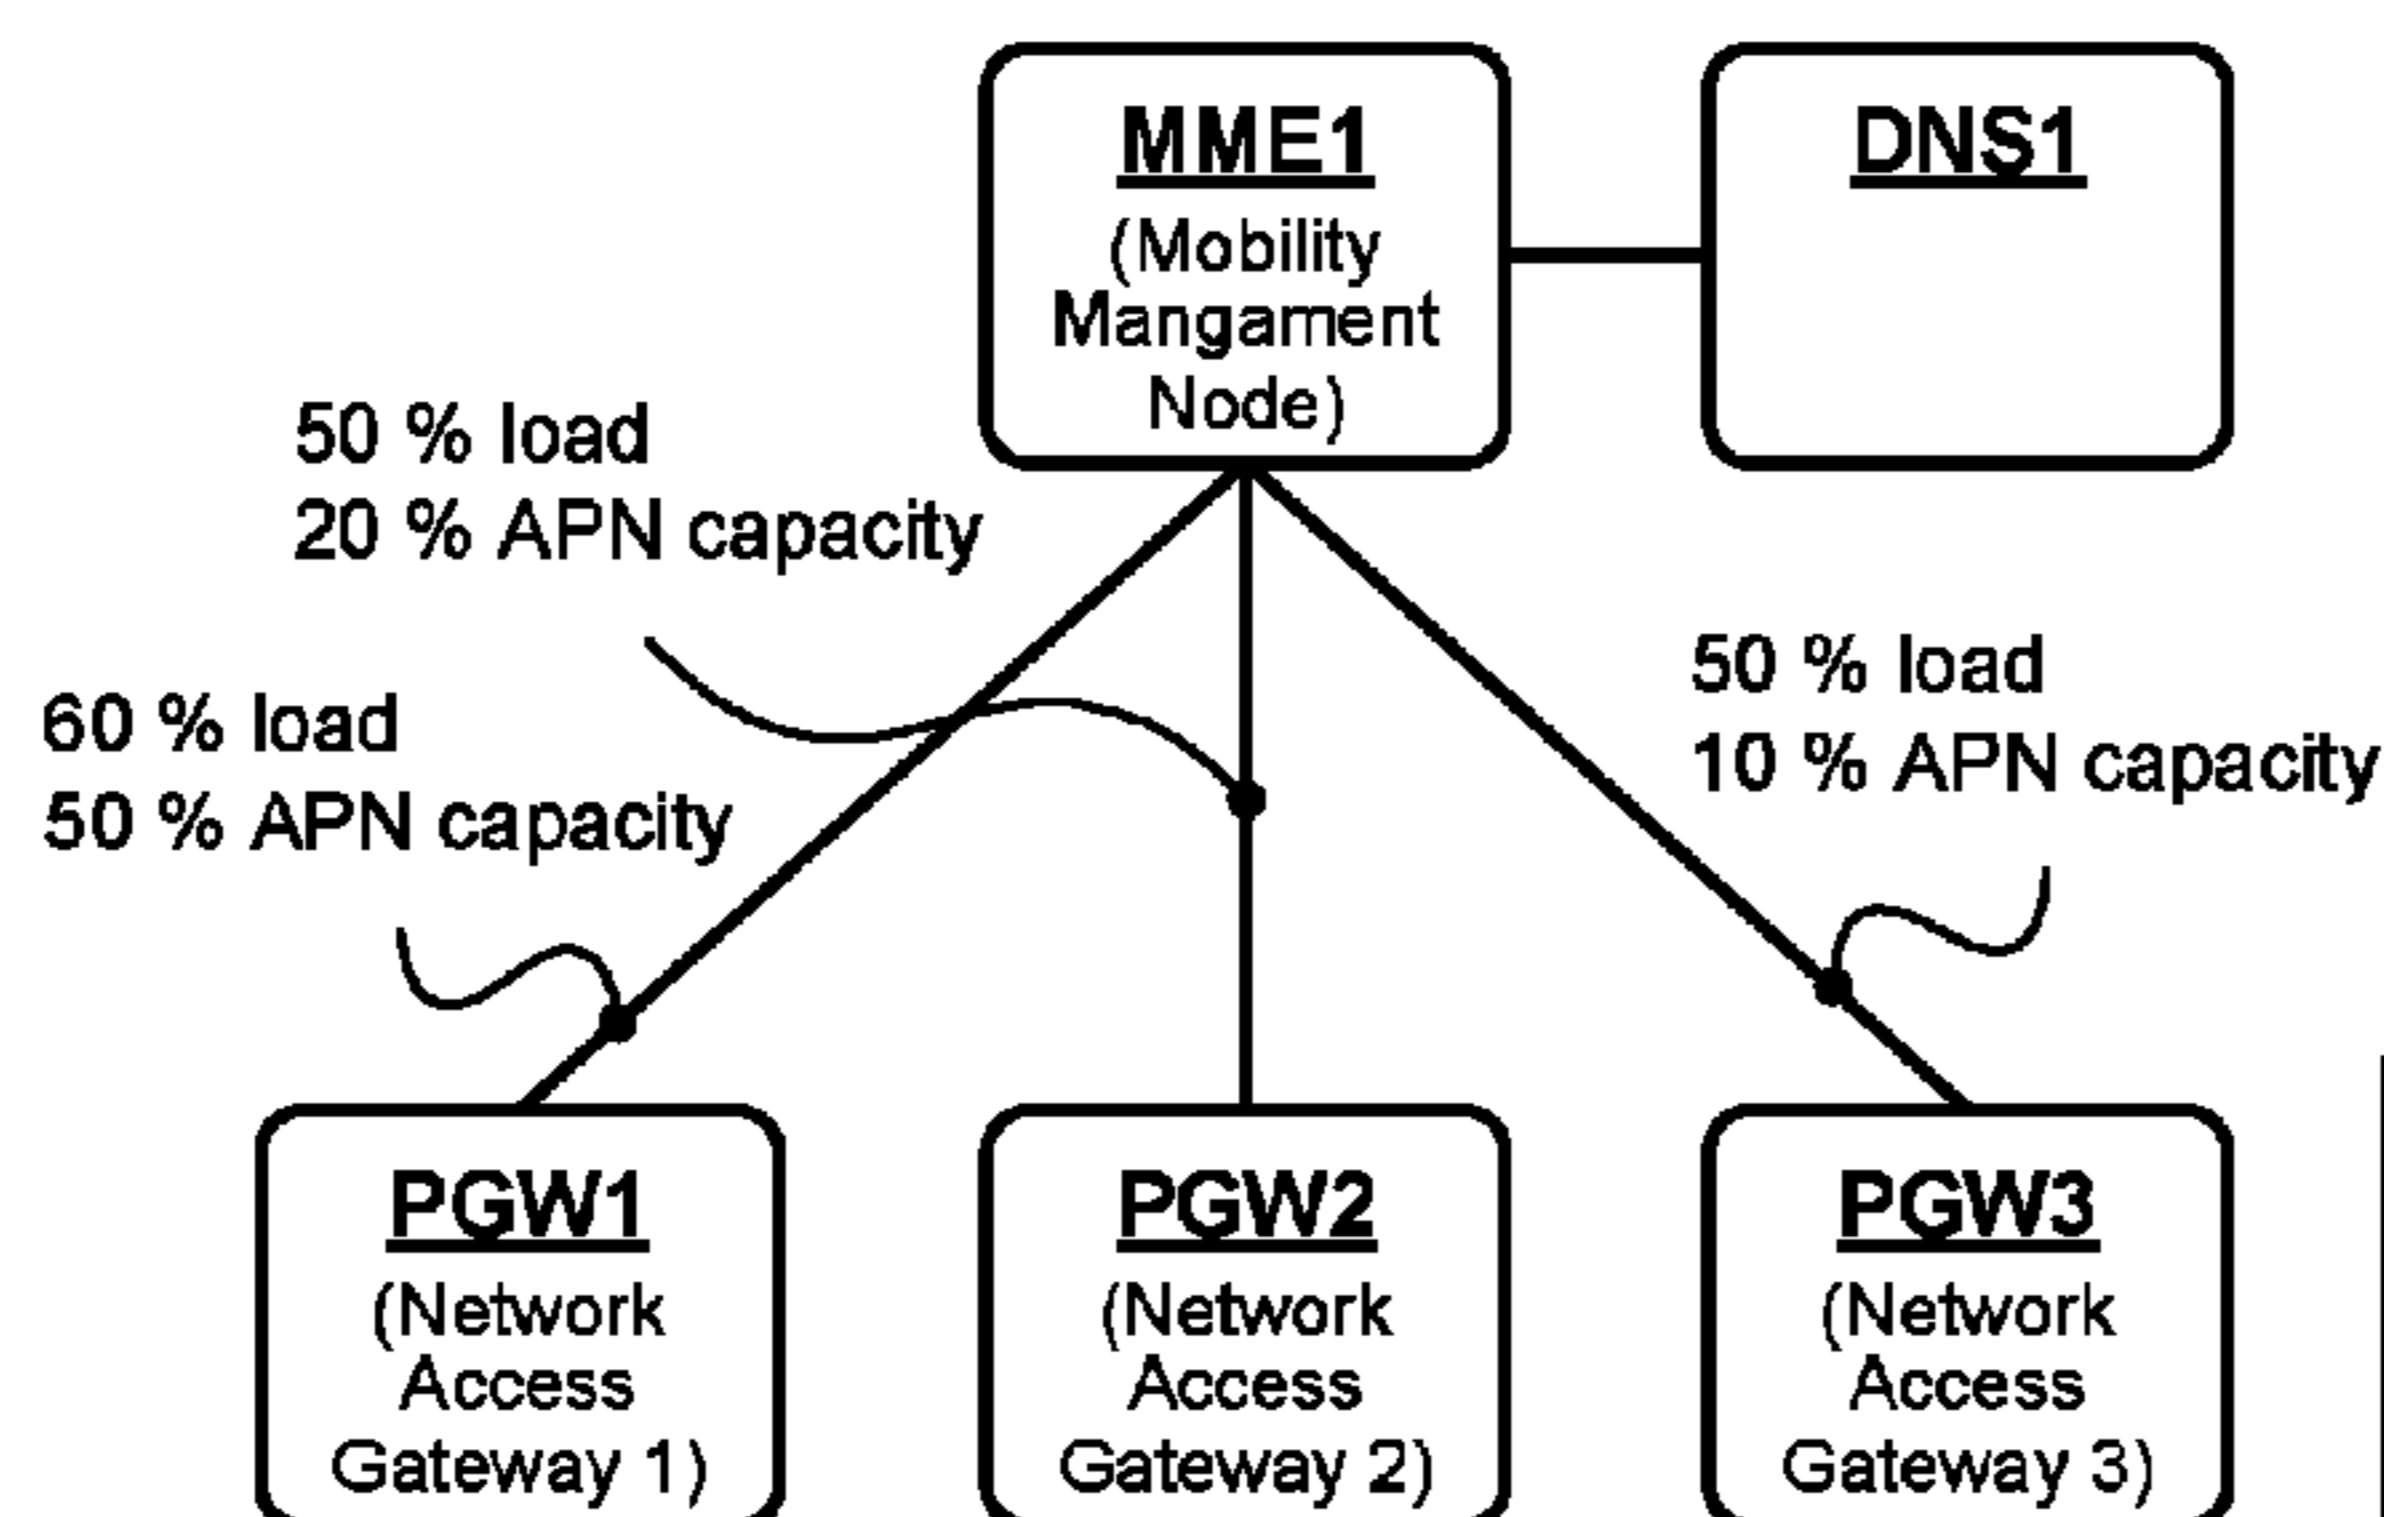 MME1
(Mobility
Mangament
Node)
DNS1
50 % load
20 % APN capacity
60 % load
50 % APN capacity
50 % load
10 % APN capacity
PGW1
(Network
Access
Gateway 1)
PGW2
(Network
Access
Gateway 2)
PGW3
(Network
Access
Gateway 3)